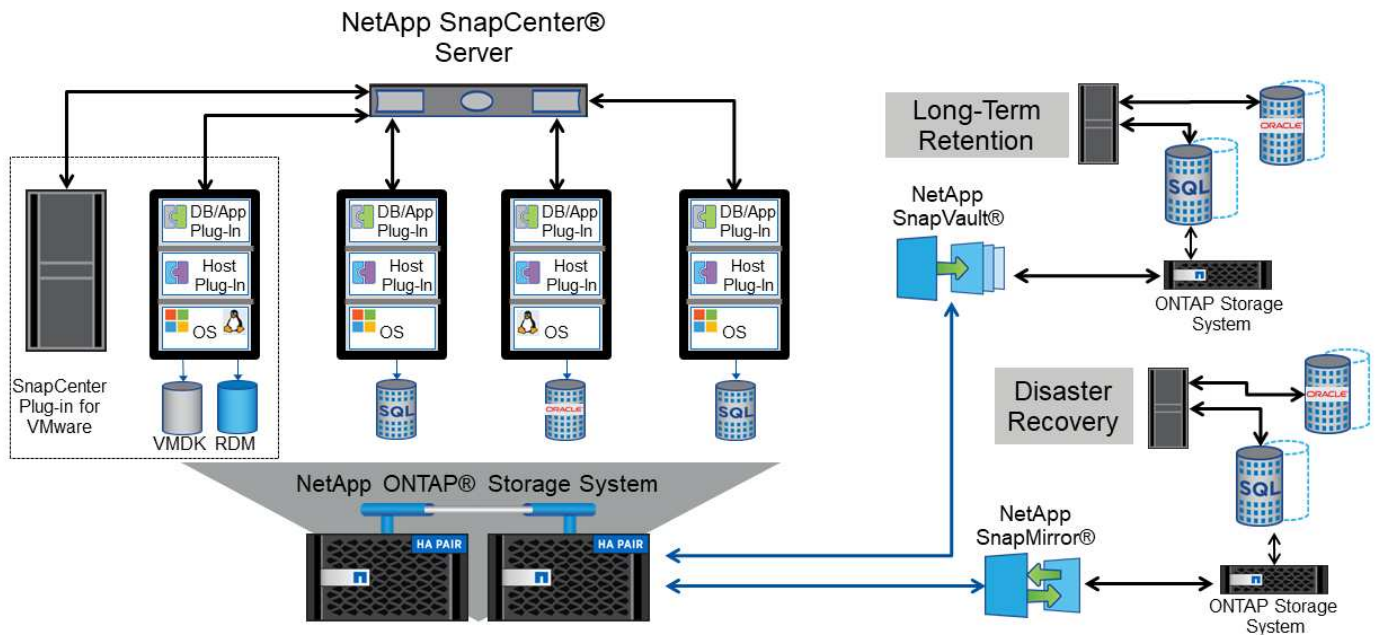 NetApp SnapCenter®
Server
DB/App
Plug-In
Host
Plug-In
OS
DB/App
Plug-In
Host
Plug-In
OS
DB/App
Plug-In
Host
Plug-In
OS
DB/App
Plug-In
Host
Plug-In
OS
SnapCenter
Plug-in for
VMware
VMDK
RDM
SQL
ORACLE
SQL
NetApp ONTAP® Storage System
HA PAIR
HA PAIR
Long-Term
Retention
ORACLE
SQL
NetApp
SnapVault®
ONTAP Storage
System
Disaster
Recovery
ORACLE
SQL
NetApp
SnapMirror®
ONTAP Storage
System